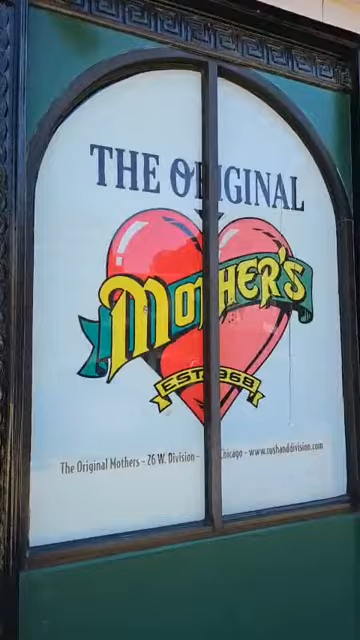 THE ORIGINAL
MOTHER'S
EST. 1968
The Original Mothers - 26 W. Division - Chicago - www.rushanddivision.com